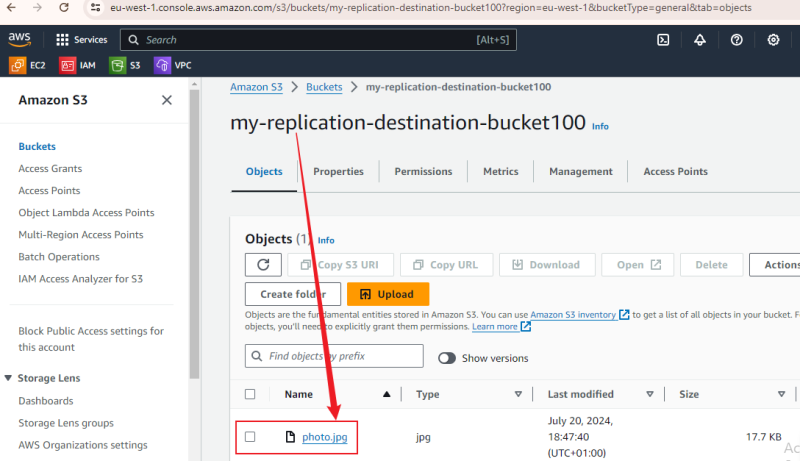 eu-west-1.console.aws.amazon.com/s3/buckets/my-replication-destination-bucket100?region=eu-west-1&bucketType=general&tab=objects
aws Services Search [Alt+S]
EC2 IAM S3 VPC
Amazon S3
Buckets
Access Grants
Access Points
Object Lambda Access Points
Multi-Region Access Points
Batch Operations
IAM Access Analyzer for S3
Block Public Access settings for
this account
Storage Lens
Dashboards
Storage Lens groups
AWS Organizations settings
Amazon S3 > Buckets > my-replication-destination-bucket100
my-replication-destination-bucket100 Info
Objects Properties Permissions Metrics Management Access Points
Objects (1) Info
Copy S3 URI Copy URL Download Open Delete Actions
Create folder Upload
Objects are the fundamental entities stored in Amazon S3. You can use Amazon S3 inventory to get a list of all objects in your bucket.
objects, you'll need to explicitly grant them permissions. Learn more
Find objects by prefix Show versions
Name Type Last modified Size
photo.jpg jpg July 20, 2024,
18:47:40
(UTC+01:00) 17.7 KB